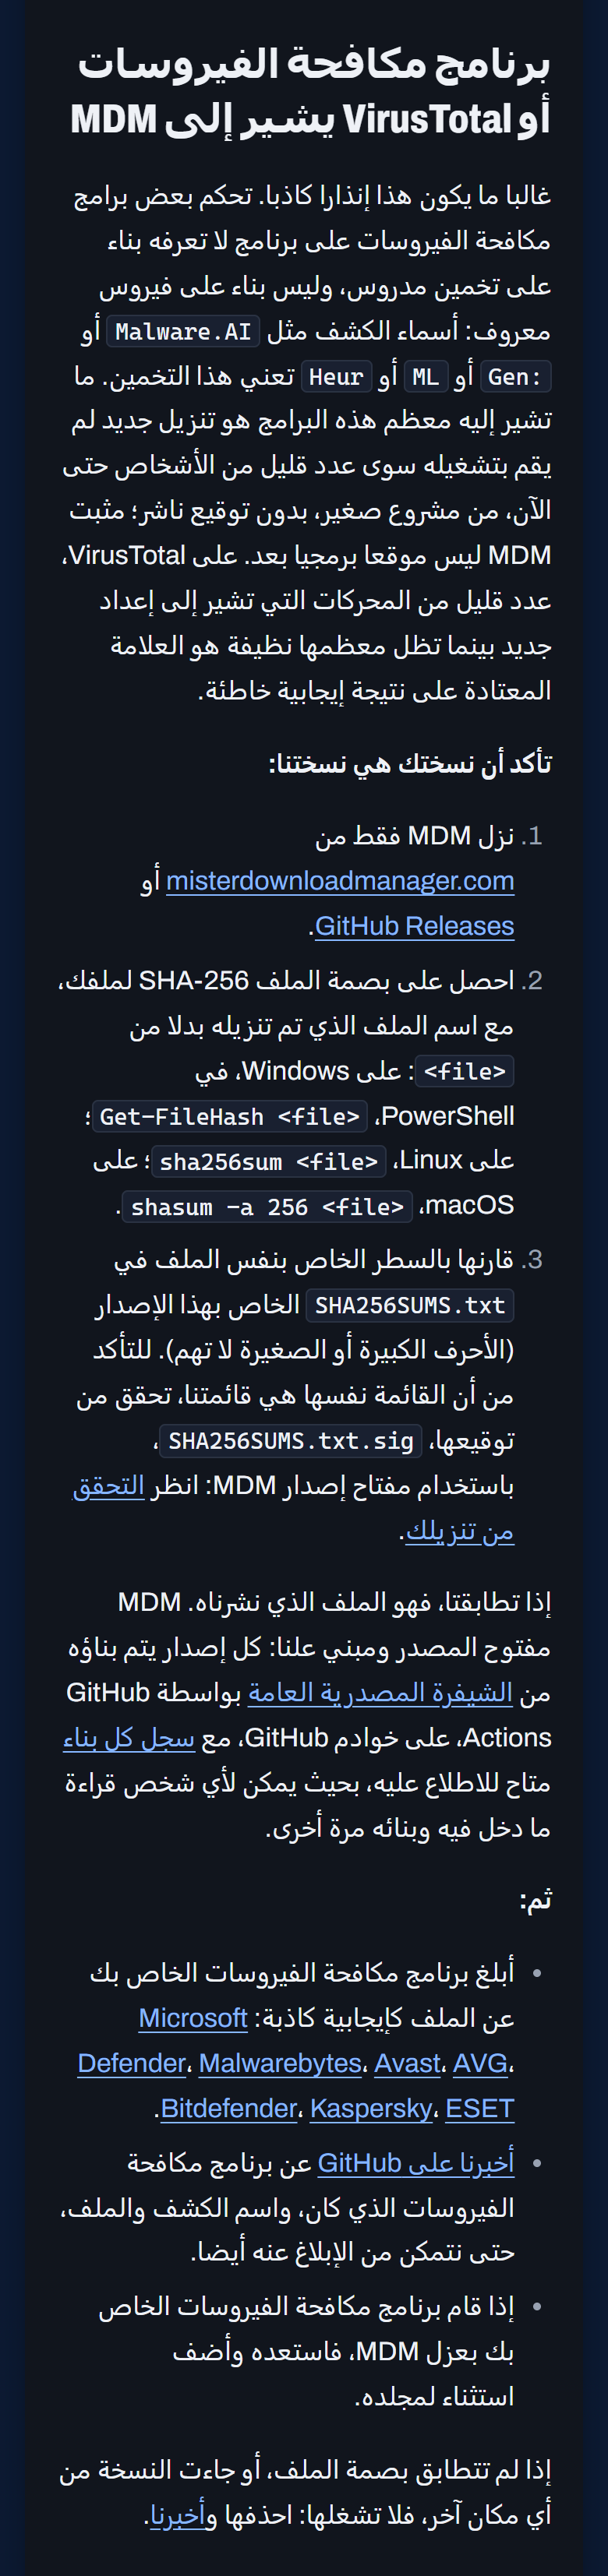 برنامج مكافحة الفيروسات
أو VirusTotal يشير إلى MDM
غالبا ما يكون هذا إنذارا كاذبا. تحكم بعض برامج
مكافحة الفيروسات على برنامج لا تعرفه بناء
على تخمين مدروس، وليس بناء على فيروس
معروف: أسماء الكشف مثل Malware.AI أو
Gen: أو ML أو Heur تعني هذا التخمين. ما
تشير إليه معظم هذه البرامج هو تنزيل جديد لم
يقم بتشغيله سوى عدد قليل من الأشخاص حتى
الآن، من مشروع صغير، بدون توقيع ناشر؛ مثبت
MDM ليس موقعا برمجيا بعد. على VirusTotal،
عدد قليل من المحركات التي تشير إلى إعداد
جديد بينما تظل معظمها نظيفة هو العلامة
المعتادة على نتيجة إيجابية خاطئة.
تأكد أن نسختك هي نسختنا:
1. نزل MDM فقط من
misterdownloadmanager.com أو
GitHub Releases.
2. احصل على بصمة الملف SHA-256 لملفك،
مع اسم الملف الذي تم تنزيله بدلا من
<file>: على Windows، في
PowerShell، Get-FileHash <file>؛
على Linux، sha256sum <file>؛ على
macOS، shasum -a 256 <file>.
3. قارنها بالسطر الخاص بنفس الملف في
SHA256SUMS.txt الخاص بهذا الإصدار
(الأحرف الكبيرة أو الصغيرة لا تهم). للتأكد
من أن القائمة نفسها هي قائمتنا، تحقق من
توقيعها، SHA256SUMS.txt.sig،
باستخدام مفتاح إصدار MDM: انظر التحقق
من تنزيلك.
إذا تطابقتا، فهو الملف الذي نشرناه. MDM
مفتوح المصدر ومبني علنا: كل إصدار يتم بناؤه
من الشيفرة المصدرية العامة بواسطة GitHub
Actions، على خوادم GitHub، مع سجل كل بناء
متاح للاطلاع عليه، بحيث يمكن لأي شخص قراءة
ما دخل فيه وبنائه مرة أخرى.
ثم:
• أبلغ برنامج مكافحة الفيروسات الخاص بك
عن الملف كإيجابية كاذبة: Microsoft
Defender، Malwarebytes، Avast، AVG،
Bitdefender، Kaspersky، ESET.
• أخبرنا على GitHub عن برنامج مكافحة
الفيروسات الذي كان، واسم الكشف والملف،
حتى نتمكن من الإبلاغ عنه أيضا.
• إذا قام برنامج مكافحة الفيروسات الخاص
بك بعزل MDM، فاستعده وأضف
استثناء لمجلده.
إذا لم تتطابق بصمة الملف، أو جاءت النسخة من
أي مكان آخر، فلا تشغلها: احذفها وأخبرنا.